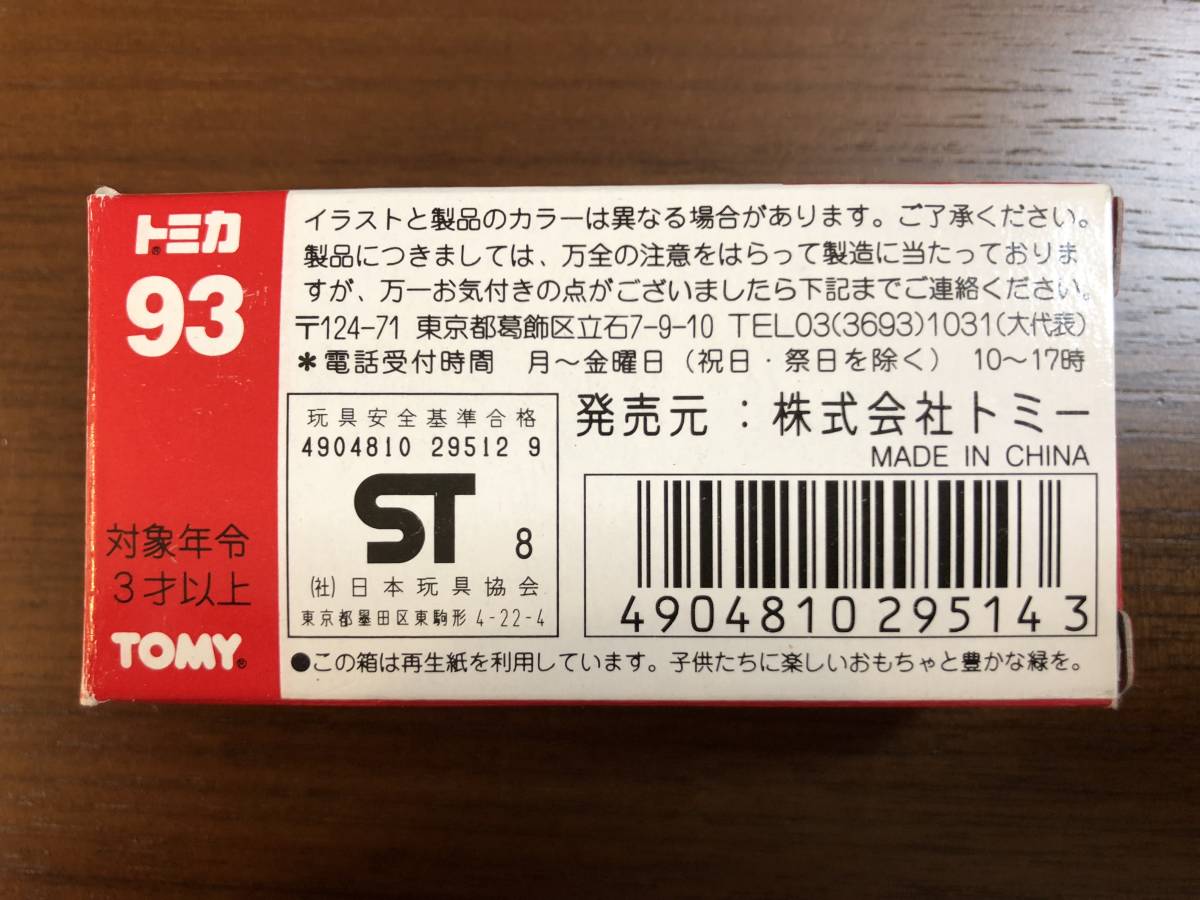 トミカ®
93
対象年令
3才以上
TOMY®
イラストと製品のカラーは異なる場合があります。ご了承ください。
製品につきましては、万全の注意をはらって製造に当たっておりま
すが、万一お気付きの点がございましたら下記までご連絡ください。
〒124-71 東京都葛飾区立石7-9-10 TEL03(3693)1031(大代表)
*電話受付時間 月〜金曜日(祝日・祭日を除く) 10〜17時
玩具安全基準合格
4904810 29512 9
ST 8
(社)日本玩具協会
東京都墨田区東駒形 4-22-4
発売元:株式会社トミー
MADE IN CHINA
4904810 295143
●この箱は再生紙を利用しています。子供たちに楽しいおもちゃと豊かな緑を。